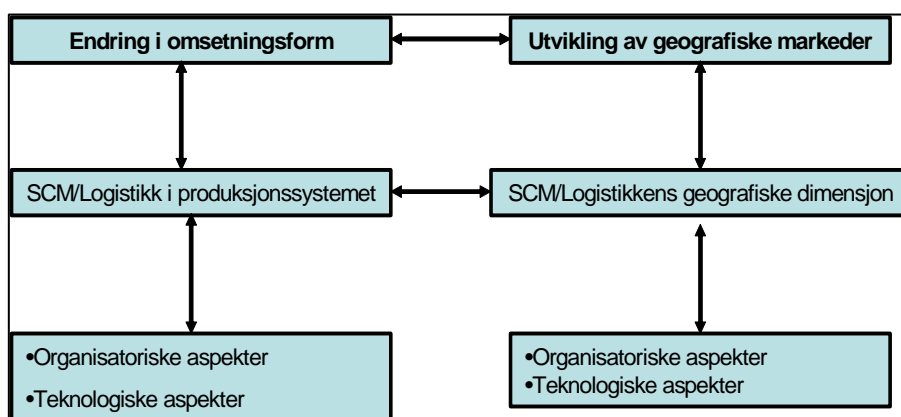 Endring i omsetningsform
Utvikling av geografiske markeder
SCM/Logistikk i produksjonssystemet
SCM/Logistikkens geografiske dimensjon
•Organisatoriske aspekter
•Teknologiske aspekter
•Organisatoriske aspekter
•Teknologiske aspekter